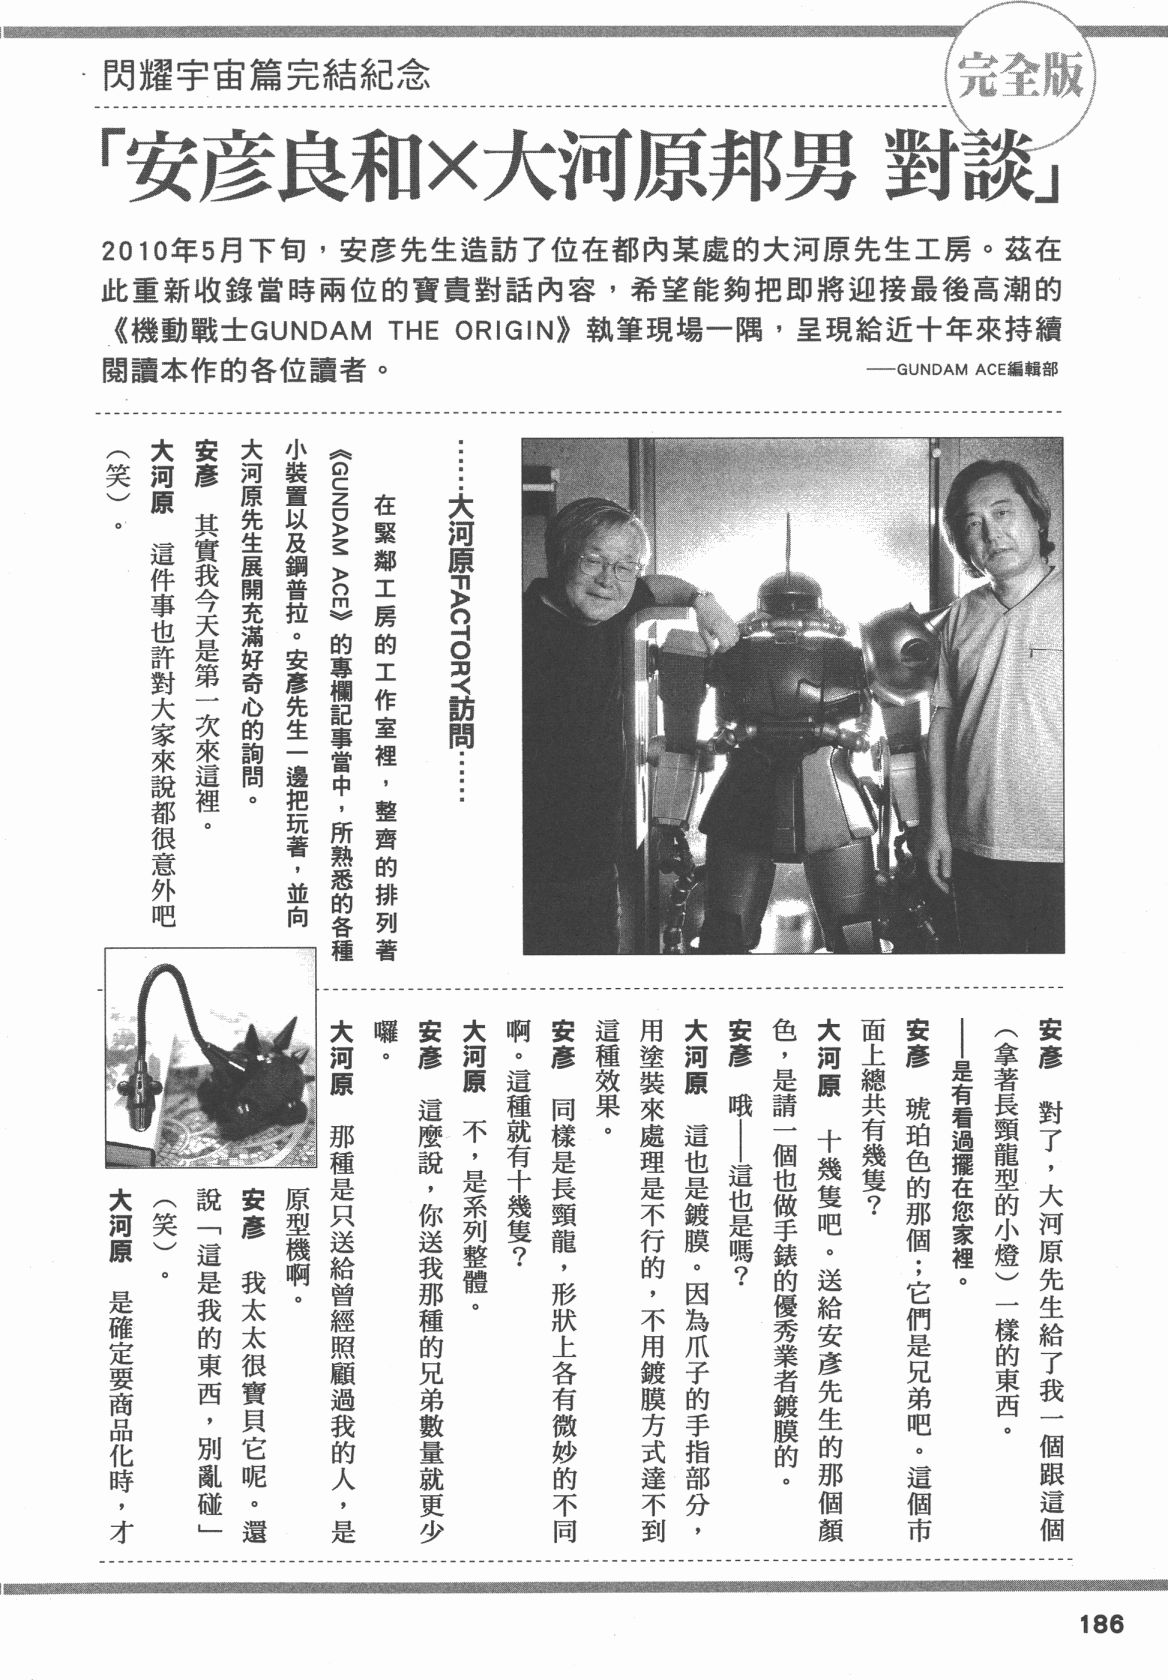 閃耀宇宙篇完結紀念
完全版
「安彥良和×大河原邦男 對談」
2010年5月下旬，安彥先生造訪了位在都內某處的大河原先生工房。茲在
此重新收錄當時兩位的寶貴對話內容，希望能夠把即將迎接最後高潮的
《機動戰士GUNDAM THE ORIGIN》執筆現場一隅，呈現給近十年來持續
閱讀本作的各位讀者。
──GUNDAM ACE編輯部
……大河原FACTORY訪問……
在緊鄰工房的工作室裡，整齊的排列著
《GUNDAM ACE》的專欄記事當中，所熟悉的各種
小裝置以及鋼普拉。安彥先生一邊把玩著，並向
大河原先生展開充滿好奇心的詢問。
安彥　其實我今天是第一次來這裡。
大河原　這件事也許對大家來說都很意外吧
（笑）。
安彥　對了，大河原先生給了我一個跟這個
（拿著長頸龍型的小燈）一樣的東西。
──是有看過擺在您家裡。
安彥　琥珀色的那個；它們是兄弟吧。這個市
面上總共有幾隻？
大河原　十幾隻吧。送給安彥先生的那個顏
色，是請一個也做手錶的優秀業者鍍膜的。
安彥　哦──這也是嗎？
大河原　這也是鍍膜。因為爪子的手指部分，
用塗裝來處理是不行的，不用鍍膜方式達不到
這種效果。
安彥　同樣是長頸龍，形狀上各有微妙的不同
啊。這種就有十幾隻？
大河原　不，是系列整體。
安彥　這麼說，你送我那種的兄弟數量就更少
囉。
大河原　那種是只送給曾經照顧過我的人，是
原型機啊。
安彥　我太太很寶貝它呢。還
說「這是我的東西，別亂碰」
（笑）。
大河原　是確定要商品化時，才
186